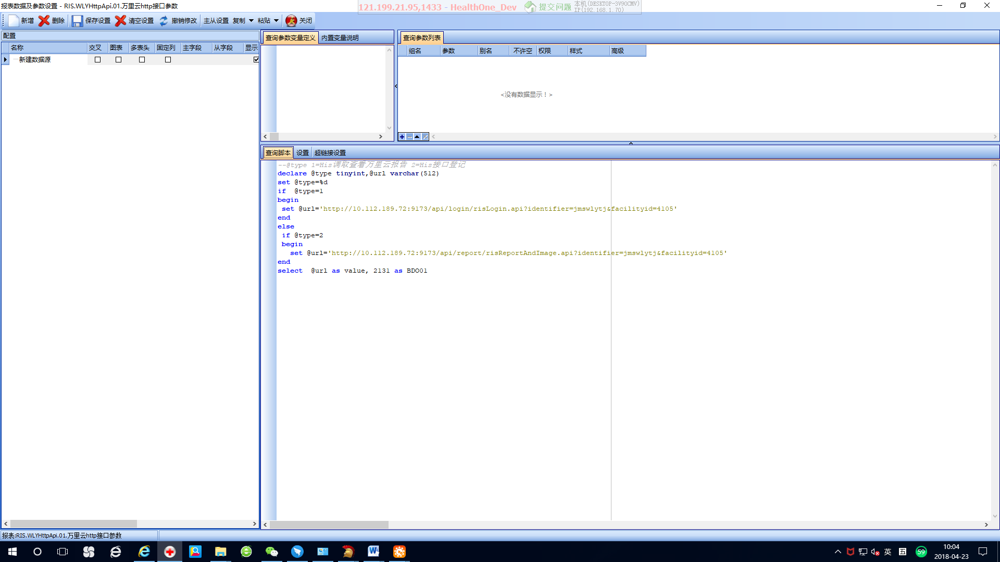 报表数据及参数设置 - RIS.WLYHttpApi.01.万里云http接口参数
121.199.21.95,1433 - HealthOne_Dev 提交问题 本机(DESKTOP-3V9OCMV)
IP(192.168.1.70)
新增 删除 保存设置 清空设置 撤销修改 主从设置 复制 粘贴 关闭
配置
名称 交叉 图表 多表头 固定列 主字段 从字段 显示
新建数据源
查询参数变量定义 内置变量说明
查询参数列表
组名 参数 别名 不许空 权限 样式 高级
<没有数据显示！>
查询脚本 设置 超链接设置
--@type 1=His调取查看万里云报告 2=His接口登记
declare @type tinyint,@url varchar(512)
set @type=%d
if  @type=1
begin
set @url='http://10.112.189.72:9173/api/login/risLogin.api?identifier=jmswlytj&facilityid=4105'
end
else
if @type=2
begin
set @url='http://10.112.189.72:9173/api/report/risReportAndImage.api?identifier=jmswlytj&facilityid=4105'
end
select  @url as value, 2131 as BDO01
报表:RIS.WLYHttpApi.01.万里云http接口参数
英 五 59
10:04
2018-04-23